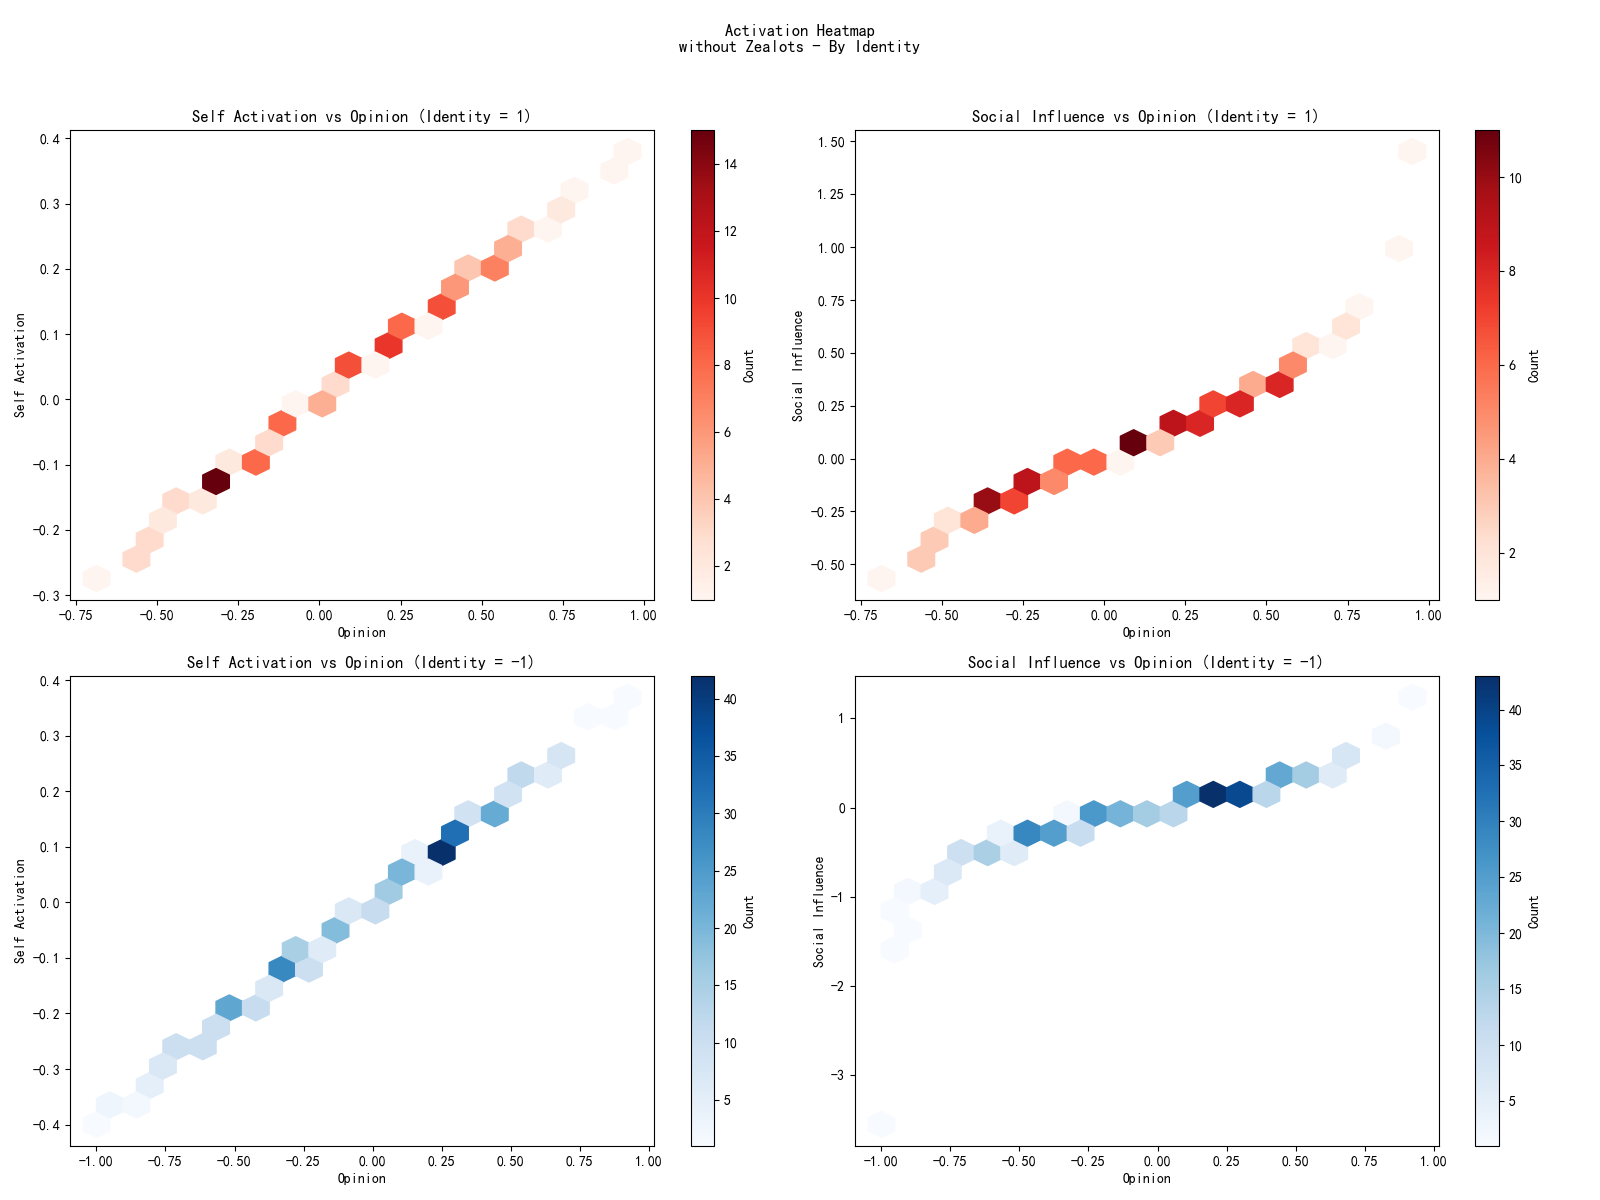 Activation Heatmap
without Zealots - By Identity
Self Activation vs Opinion (Identity = 1)
0.4
0.3
0.2
0.1
0.0
-0.1
-0.2
-0.3
Self Activation
-0.75 -0.50 -0.25 0.00 0.25 0.50 0.75 1.00
Opinion
14
12
10
8
6
4
2
Count
Social Influence vs Opinion (Identity = 1)
1.50
1.25
1.00
0.75
0.50
0.25
0.00
-0.25
-0.50
Social Influence
-0.75 -0.50 -0.25 0.00 0.25 0.50 0.75 1.00
Opinion
10
8
6
4
2
Count
Self Activation vs Opinion (Identity = -1)
0.4
0.3
0.2
0.1
0.0
-0.1
-0.2
-0.3
-0.4
Self Activation
-1.00 -0.75 -0.50 -0.25 0.00 0.25 0.50 0.75 1.00
Opinion
40
35
30
25
20
15
10
5
Count
Social Influence vs Opinion (Identity = -1)
1
0
-1
-2
-3
Social Influence
-1.00 -0.75 -0.50 -0.25 0.00 0.25 0.50 0.75 1.00
Opinion
40
35
30
25
20
15
10
5
Count